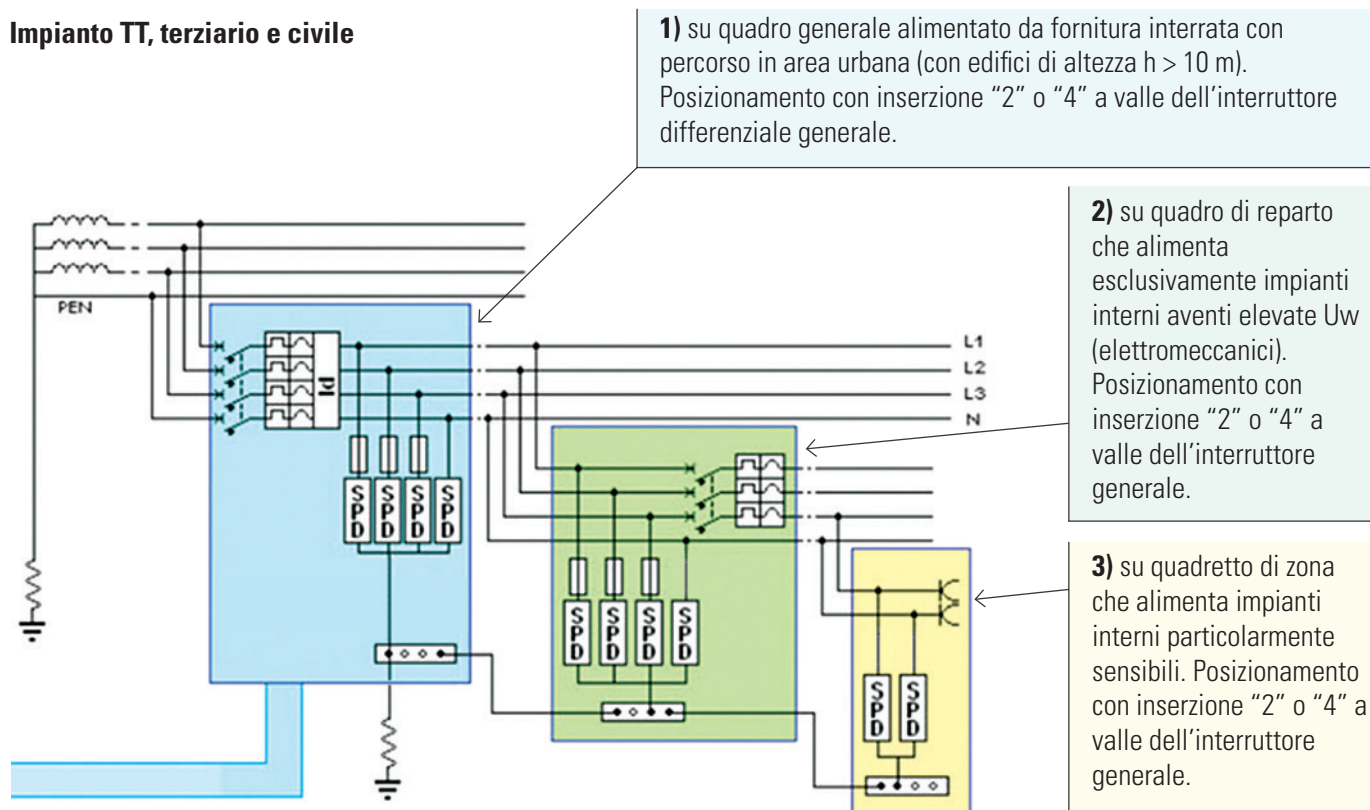 Impianto TT, terziario e civile
1) su quadro generale alimentato da fornitura interrata con
percorso in area urbana (con edifici di altezza h > 10 m).
Posizionamento con inserzione “2” o “4” a valle dell’interruttore
differenziale generale.
2) su quadro di reparto
che alimenta
esclusivamente impianti
interni aventi elevate Uw
(elettromeccanici).
Posizionamento con
inserzione “2” o “4” a
valle dell’interruttore
generale.
3) su quadretto di zona
che alimenta impianti
interni particolarmente
sensibili. Posizionamento
con inserzione “2” o “4” a
valle dell’interruttore
generale.
PEN
Id
L1
L2
L3
N
SPD
SPD
SPD
SPD
SPD
SPD
SPD
SPD
SPD
SPD